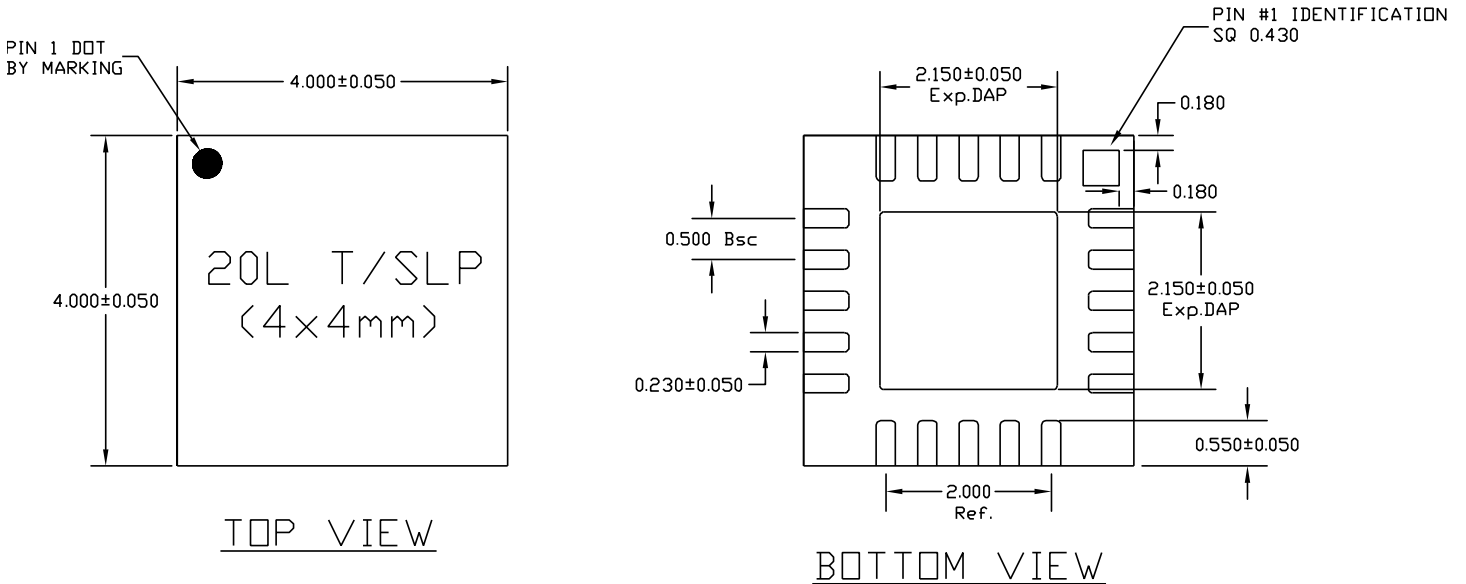 PIN 1 DOT
BY MARKING
4.000±0.050
4.000±0.050
20L T/SLP
(4x4mm)
TOP VIEW
PIN #1 IDENTIFICATION
SQ 0.430
2.150±0.050
Exp.DAP
0.180
0.180
0.500 Bsc
2.150±0.050
Exp.DAP
0.230±0.050
0.550±0.050
2.000
Ref.
BOTTOM VIEW